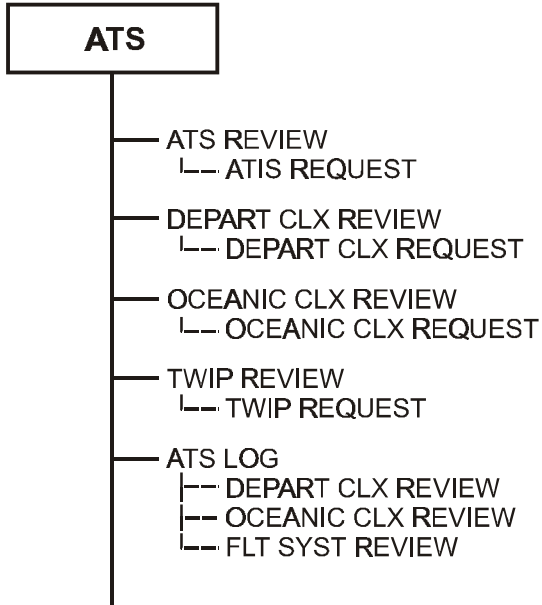 ATS
ATS REVIEW
ATIS REQUEST
DEPART CLX REVIEW
DEPART CLX REQUEST
OCEANIC CLX REVIEW
OCEANIC CLX REQUEST
TWIP REVIEW
TWIP REQUEST
ATS LOG
DEPART CLX REVIEW
OCEANIC CLX REVIEW
FLT SYST REVIEW